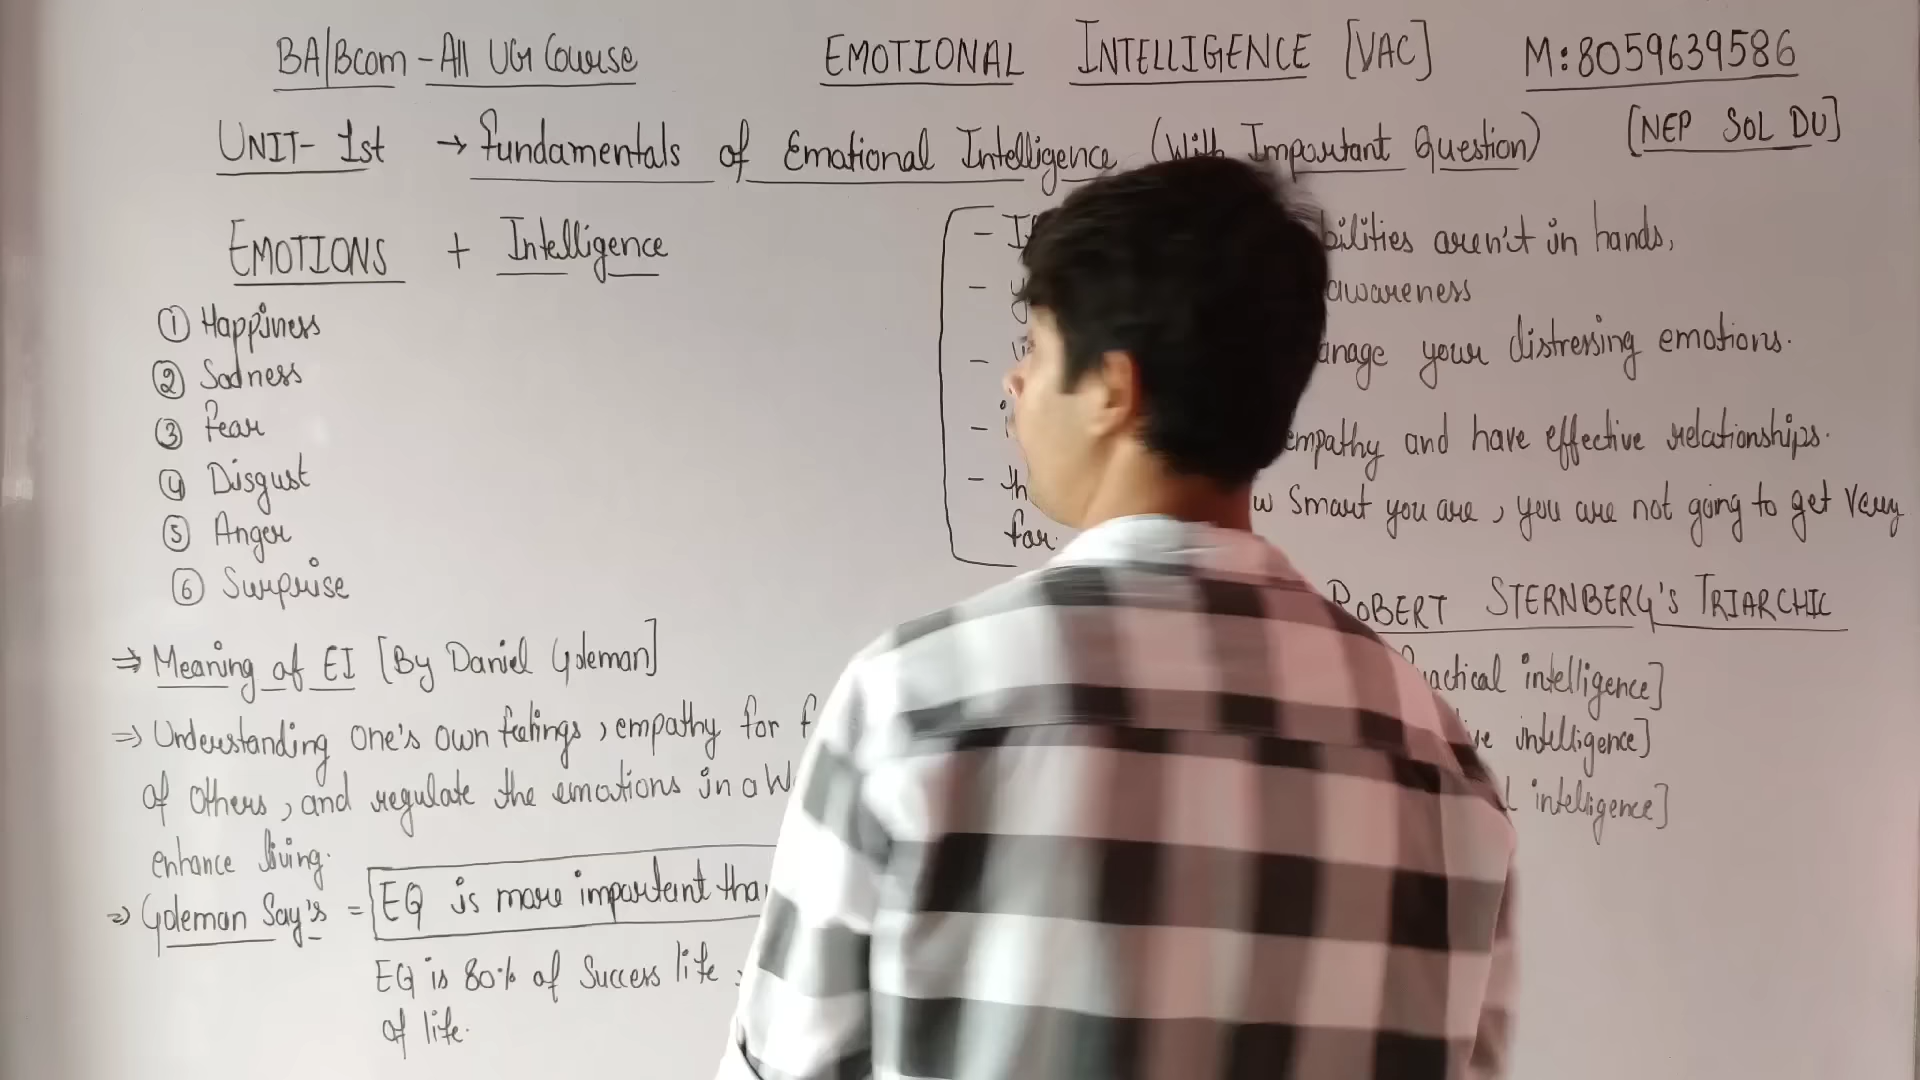 BA/Bcom - All UG Course
EMOTIONAL INTELLIGENCE [VAC]
M:8059639586
UNIT- 1st → Fundamentals of Emotional Intelligence (With Important Question)
[NEP SOL DU]
EMOTIONS + Intelligence
① Happiness
② Sadness
③ Fear
④ Disgust
⑤ Anger
⑥ Surprise
⇒ Meaning of EI [By Daniel Goleman]
⇒ Understanding one's own feelings, empathy for
of others, and regulate the emotions in a
enhance living.
⇒ Goleman Say's = EQ is more important
EQ is 80% of Success life
of life.
- bilities aren't in hands,
- awareness
- anage your distressing emotions.
- empathy and have effective relationships.
- th w Smart you are, you are not going to get very
far.
ROBERT STERNBERG'S TRIARCHIC
actical intelligence]
ve intelligence]
l intelligence]